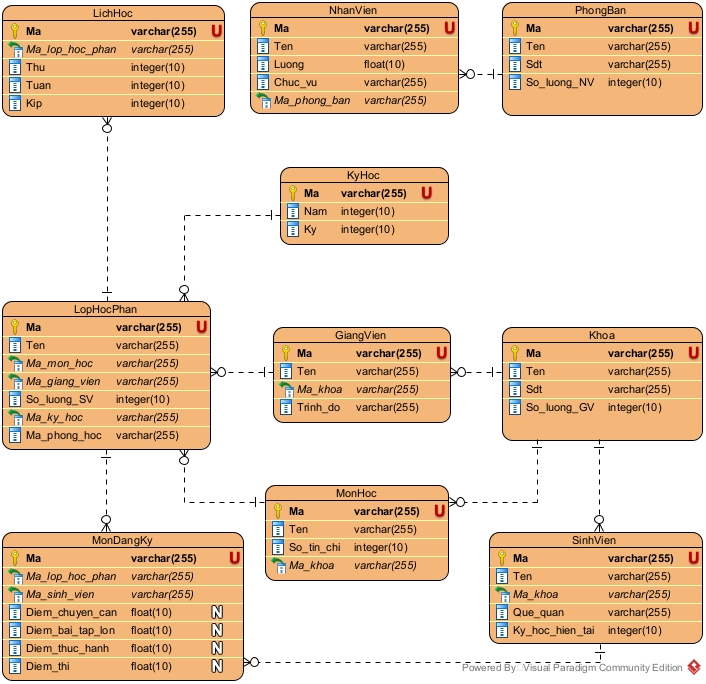 LichHoc
Ma varchar(255) U
Ma_lop_hoc_phan varchar(255)
Thu integer(10)
Tuan integer(10)
Kip integer(10)
NhanVien
Ma varchar(255) U
Ten varchar(255)
Luong float(10)
Chuc_vu varchar(255)
Ma_phong_ban varchar(255)
PhongBan
Ma varchar(255) U
Ten varchar(255)
Sdt varchar(255)
So_luong_NV integer(10)
KyHoc
Ma varchar(255) U
Nam integer(10)
Ky integer(10)
LopHocPhan
Ma varchar(255) U
Ten varchar(255)
Ma_mon_hoc varchar(255)
Ma_giang_vien varchar(255)
So_luong_SV integer(10)
Ma_ky_hoc varchar(255)
Ma_phong_hoc varchar(255)
GiangVien
Ma varchar(255) U
Ten varchar(255)
Ma_khoa varchar(255)
Trinh_do varchar(255)
Khoa
Ma varchar(255) U
Ten varchar(255)
Sdt varchar(255)
So_luong_GV integer(10)
MonHoc
Ma varchar(255) U
Ten varchar(255)
So_tin_chi integer(10)
Ma_khoa varchar(255)
MonDangKy
Ma varchar(255) U
Ma_lop_hoc_phan varchar(255)
Ma_sinh_vien varchar(255)
Diem_chuyen_can float(10) N
Diem_bai_tap_lon float(10) N
Diem_thuc_hanh float(10) N
Diem_thi float(10) N
SinhVien
Ma varchar(255) U
Ten varchar(255)
Ma_khoa varchar(255)
Que_quan varchar(255)
Ky_hoc_hien_tai integer(10)
Powered By Visual Paradigm Community Edition